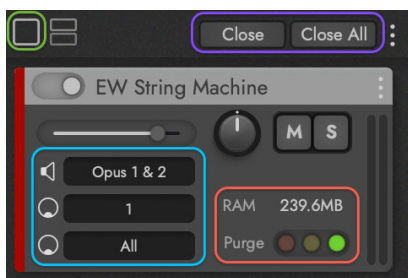 Close Close All
EW String Machine
M S
Opus 1 & 2
1
RAM 239.6MB
All
Purge